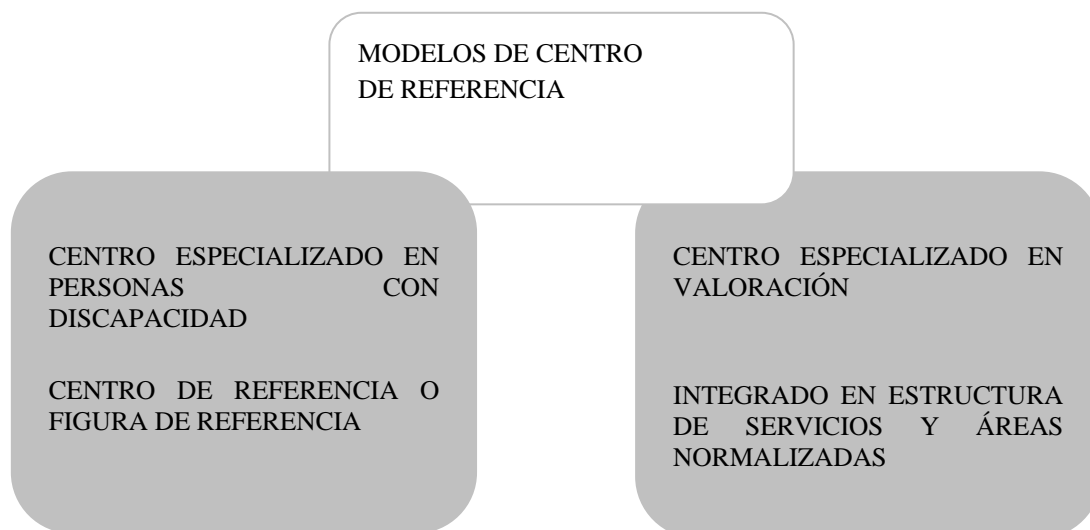 MODELOS DE CENTRO
DE REFERENCIA
CENTRO ESPECIALIZADO EN
PERSONAS CON
DISCAPACIDAD
CENTRO DE REFERENCIA O
FIGURA DE REFERENCIA
CENTRO ESPECIALIZADO EN
VALORACIÓN
INTEGRADO EN ESTRUCTURA
DE SERVICIOS Y ÁREAS
NORMALIZADAS